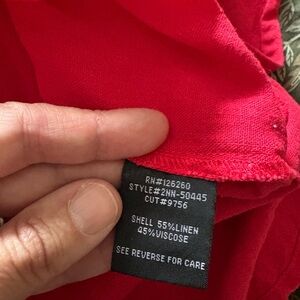 RN#126260
STYLE#2NN-50445
CUT#9756
SHELL 55%LINEN
45%VISCOSE
SEE REVERSE FOR CARE